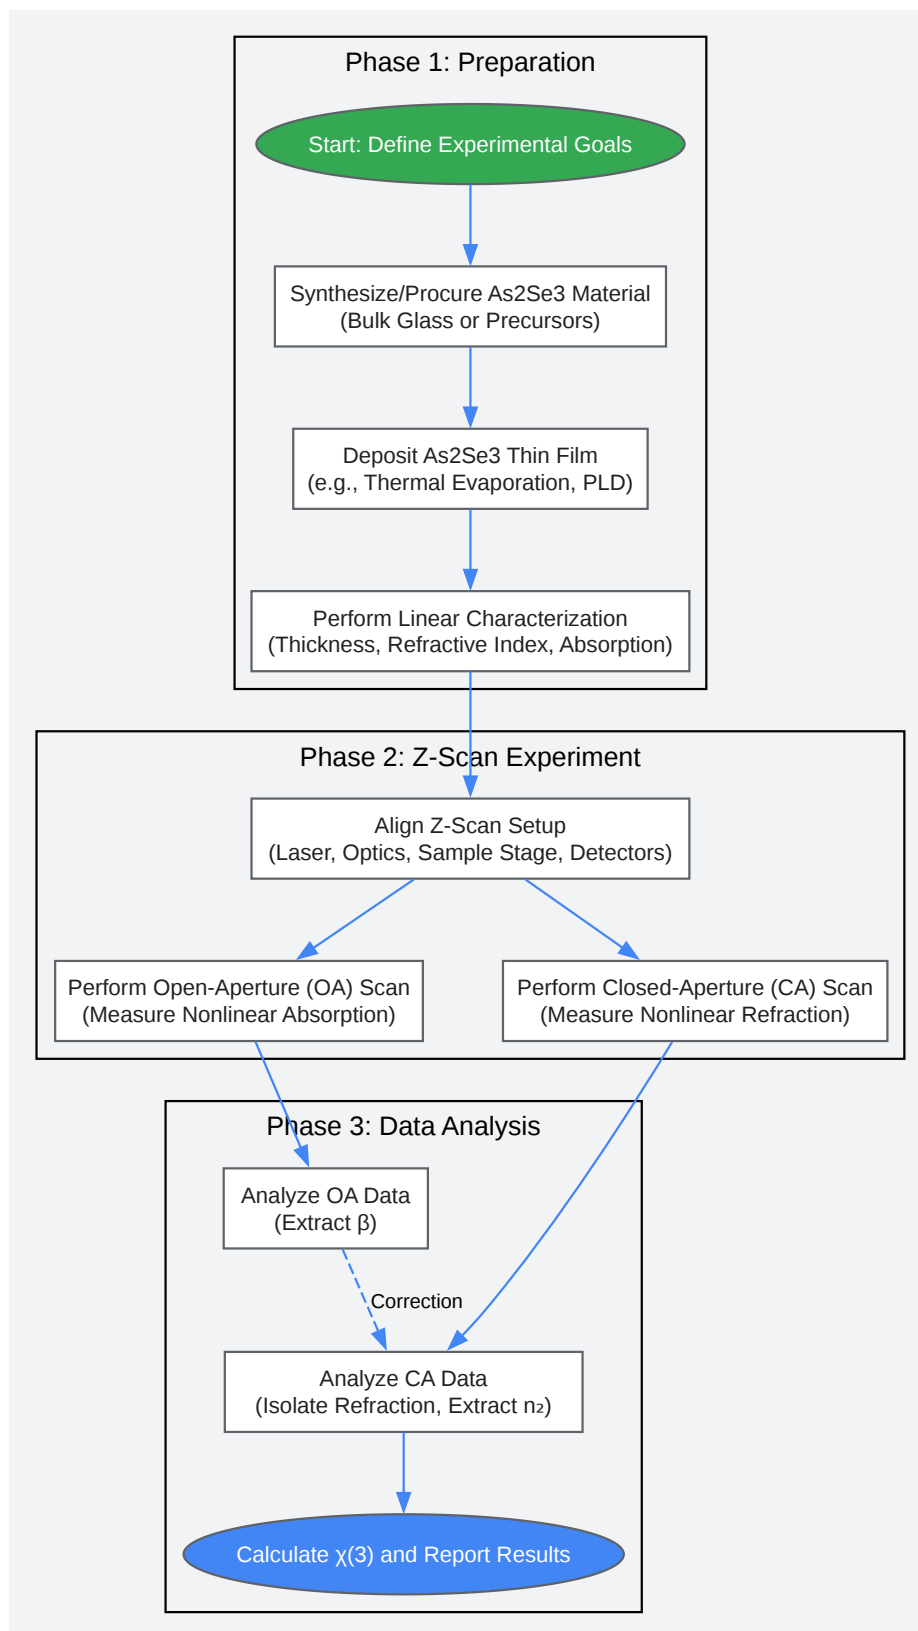 Phase 1: Preparation
Start: Define Experimental Goals
Synthesize/Procure As2Se3 Material
(Bulk Glass or Precursors)
Deposit As2Se3 Thin Film
(e.g., Thermal Evaporation, PLD)
Perform Linear Characterization
(Thickness, Refractive Index, Absorption)
Phase 2: Z-Scan Experiment
Align Z-Scan Setup
(Laser, Optics, Sample Stage, Detectors)
Perform Open-Aperture (OA) Scan
(Measure Nonlinear Absorption)
Perform Closed-Aperture (CA) Scan
(Measure Nonlinear Refraction)
Phase 3: Data Analysis
Analyze OA Data
(Extract β)
Correction
Analyze CA Data
(Isolate Refraction, Extract n₂)
Calculate χ(3) and Report Results